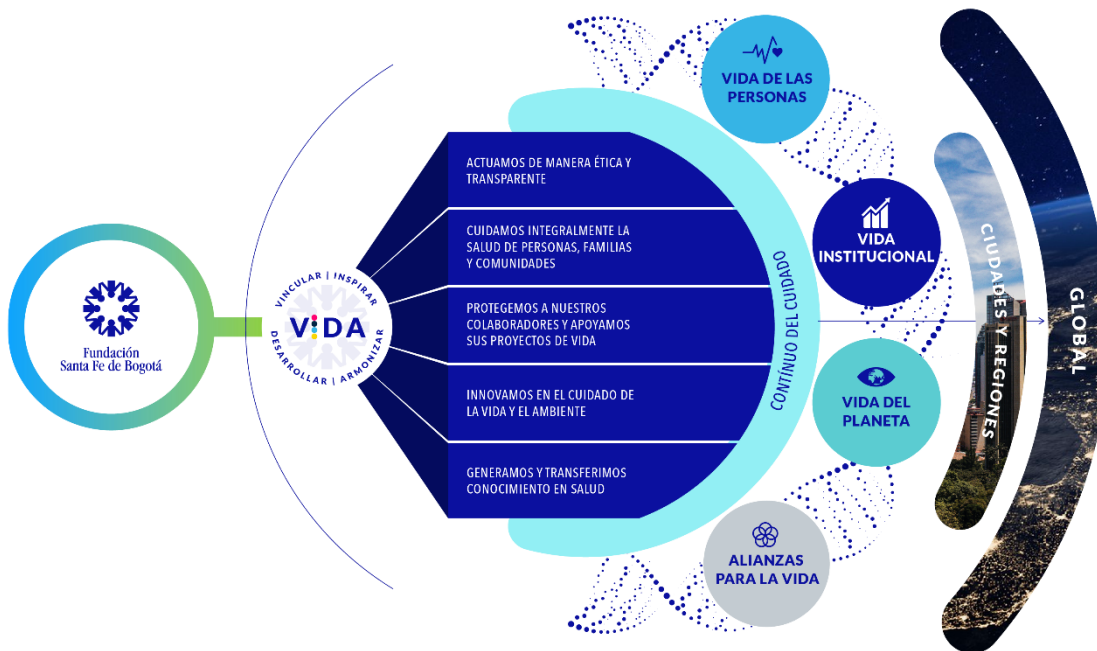 Fundación
Santa Fe de Bogotá
VINCULAR | INSPIRAR
VIDA
DESARROLLAR | ARMONIZAR
ACTUAMOS DE MANERA ÉTICA Y
TRANSPARENTE
CUIDAMOS INTEGRALMENTE LA
SALUD DE PERSONAS, FAMILIAS
Y COMUNIDADES
PROTEGEMOS A NUESTROS
COLABORADORES Y APOYAMOS
SUS PROYECTOS DE VIDA
INNOVAMOS EN EL CUIDADO DE
LA VIDA Y EL AMBIENTE
GENERAMOS Y TRANSFERIMOS
CONOCIMIENTO EN SALUD
CONTÍNUO DEL CUIDADO
VIDA DE LAS
PERSONAS
VIDA
INSTITUCIONAL
VIDA DEL
PLANETA
ALIANZAS
PARA LA VIDA
CIUDADES Y REGIONES
GLOBAL